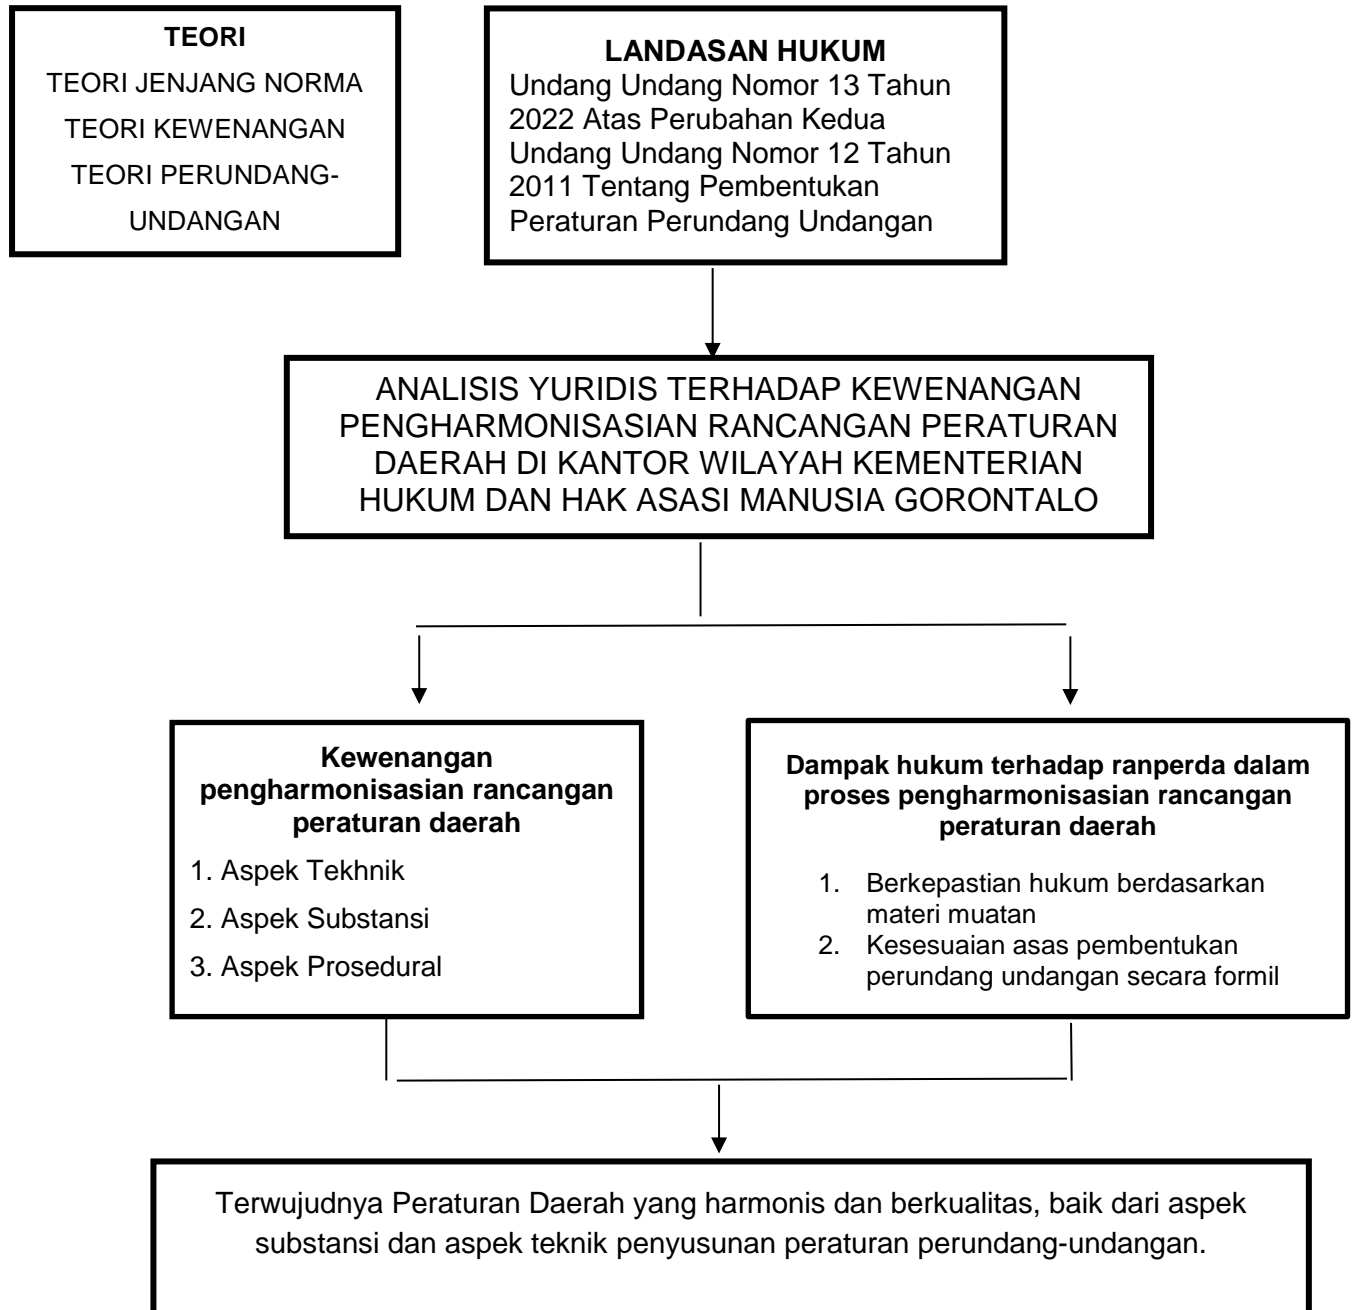 TEORI
TEORI JENJANG NORMA
TEORI KEWENANGAN
TEORI PERUNDANG-
UNDANGAN
LANDASAN HUKUM
Undang Undang Nomor 13 Tahun
2022 Atas Perubahan Kedua
Undang Undang Nomor 12 Tahun
2011 Tentang Pembentukan
Peraturan Perundang Undangan
ANALISIS YURIDIS TERHADAP KEWENANGAN
PENGHARMONISASIAN RANCANGAN PERATURAN
DAERAH DI KANTOR WILAYAH KEMENTERIAN
HUKUM DAN HAK ASASI MANUSIA GORONTALO
Kewenangan
pengharmonisasian rancangan
peraturan daerah
1. Aspek Tekhnik
2. Aspek Substansi
3. Aspek Prosedural
Dampak hukum terhadap ranperda dalam
proses pengharmonisasian rancangan
peraturan daerah
1. Berkepastian hukum berdasarkan
materi muatan
2. Kesesuaian asas pembentukan
perundang undangan secara formil
Terwujudnya Peraturan Daerah yang harmonis dan berkualitas, baik dari aspek
substansi dan aspek teknik penyusunan peraturan perundang-undangan.